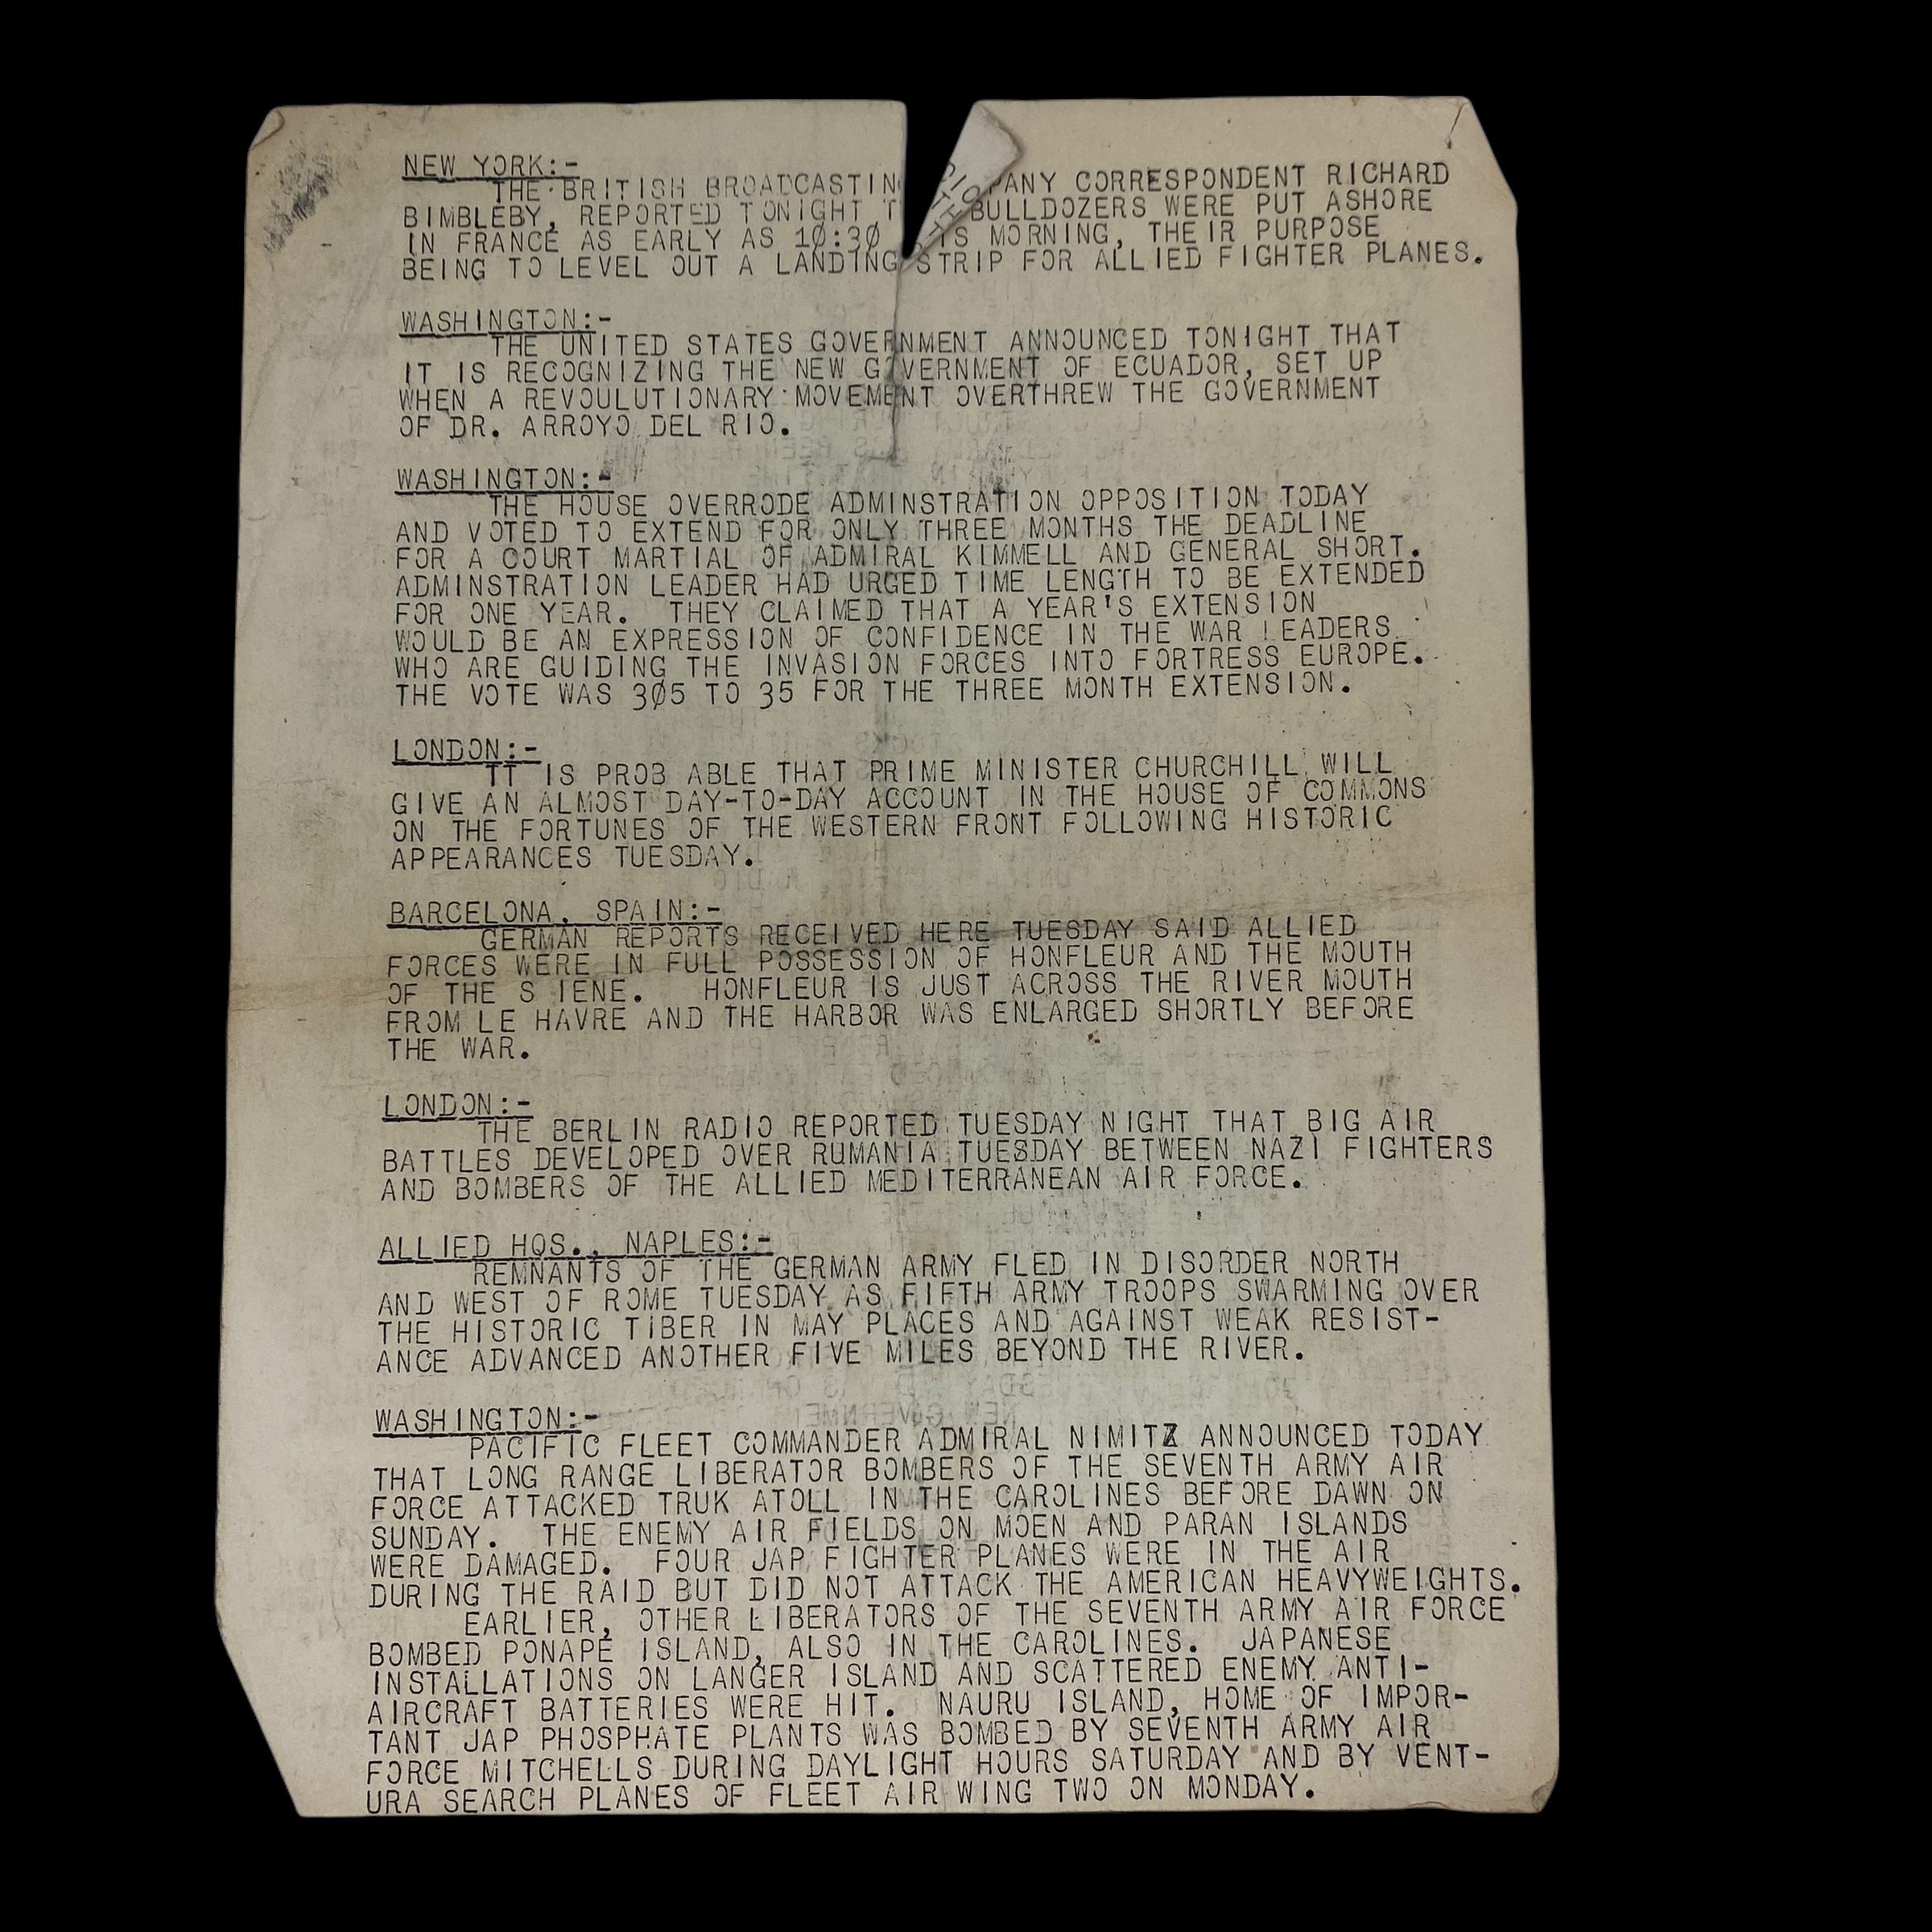 NEW YORK:-
THE BRITISH BROADCASTIN PANY CORRESPONDENT RICHARD
BIMBLEBY, REPORTED TONIGHT T BULLDOZERS WERE PUT ASHORE
IN FRANCE AS EARLY AS 10:30 IS MORNING, THEIR PURPOSE
BEING TO LEVEL OUT A LANDING STRIP FOR ALLIED FIGHTER PLANES.
WASHINGTON:-
THE UNITED STATES GOVERNMENT ANNOUNCED TONIGHT THAT
IT IS RECOGNIZING THE NEW GOVERNMENT OF ECUADOR, SET UP
WHEN A REVOULUTIONARY MOVEMENT OVERTHREW THE GOVERNMENT
OF DR. ARROYO DEL RIO.
WASHINGTON:-
THE HOUSE OVERRODE ADMINSTRATION OPPOSITION TODAY
AND VOTED TO EXTEND FOR ONLY THREE MONTHS THE DEADLINE
FOR A COURT MARTIAL OF ADMIRAL KIMMELL AND GENERAL SHORT.
ADMINSTRATION LEADER HAD URGED TIME LENGTH TO BE EXTENDED
FOR ONE YEAR. THEY CLAIMED THAT A YEAR'S EXTENSION
WOULD BE AN EXPRESSION OF CONFIDENCE IN THE WAR LEADERS
WHO ARE GUIDING THE INVASION FORCES INTO FORTRESS EUROPE.
THE VOTE WAS 305 TO 35 FOR THE THREE MONTH EXTENSION.
LONDON:-
IT IS PROB ABLE THAT PRIME MINISTER CHURCHILL WILL
GIVE AN ALMOST DAY-TO-DAY ACCOUNT IN THE HOUSE OF COMMONS
ON THE FORTUNES OF THE WESTERN FRONT FOLLOWING HISTORIC
APPEARANCES TUESDAY.
BARCELONA, SPAIN:-
GERMAN REPORTS RECEIVED HERE TUESDAY SAID ALLIED
FORCES WERE IN FULL POSSESSION OF HONFLEUR AND THE MOUTH
OF THE S IENE. HONFLEUR IS JUST ACROSS THE RIVER MOUTH
FROM LE HAVRE AND THE HARBOR WAS ENLARGED SHORTLY BEFORE
THE WAR.
LONDON:-
THE BERLIN RADIO REPORTED TUESDAY NIGHT THAT BIG AIR
BATTLES DEVELOPED OVER RUMANIA TUESDAY BETWEEN NAZI FIGHTERS
AND BOMBERS OF THE ALLIED MEDITERRANEAN AIR FORCE.
ALLIED HQS., NAPLES:-
REMNANTS OF THE GERMAN ARMY FLED IN DISORDER NORTH
AND WEST OF ROME TUESDAY AS FIFTH ARMY TROOPS SWARMING OVER
THE HISTORIC TIBER IN MAY PLACES AND AGAINST WEAK RESIST-
ANCE ADVANCED ANOTHER FIVE MILES BEYOND THE RIVER.
WASHINGTON:-
PACIFIC FLEET COMMANDER ADMIRAL NIMITZ ANNOUNCED TODAY
THAT LONG RANGE LIBERATOR BOMBERS OF THE SEVENTH ARMY AIR
FORCE ATTACKED TRUK ATOLL IN THE CAROLINES BEFORE DAWN ON
SUNDAY. THE ENEMY AIR FIELDS ON MOEN AND PARAN ISLANDS
WERE DAMAGED. FOUR JAP FIGHTER PLANES WERE IN THE AIR
DURING THE RAID BUT DID NOT ATTACK THE AMERICAN HEAVYWEIGHTS.
EARLIER, OTHER LIBERATORS OF THE SEVENTH ARMY AIR FORCE
BOMBED PONAPE ISLAND, ALSO IN THE CAROLINES. JAPANESE
INSTALLATIONS ON LANGER ISLAND AND SCATTERED ENEMY ANTI-
AIRCRAFT BATTERIES WERE HIT. NAURU ISLAND, HOME OF IMPOR-
TANT JAP PHOSPHATE PLANTS WAS BOMBED BY SEVENTH ARMY AIR
FORCE MITCHELLS DURING DAYLIGHT HOURS SATURDAY AND BY VENT-
URA SEARCH PLANES OF FLEET AIR WING TWO ON MONDAY.